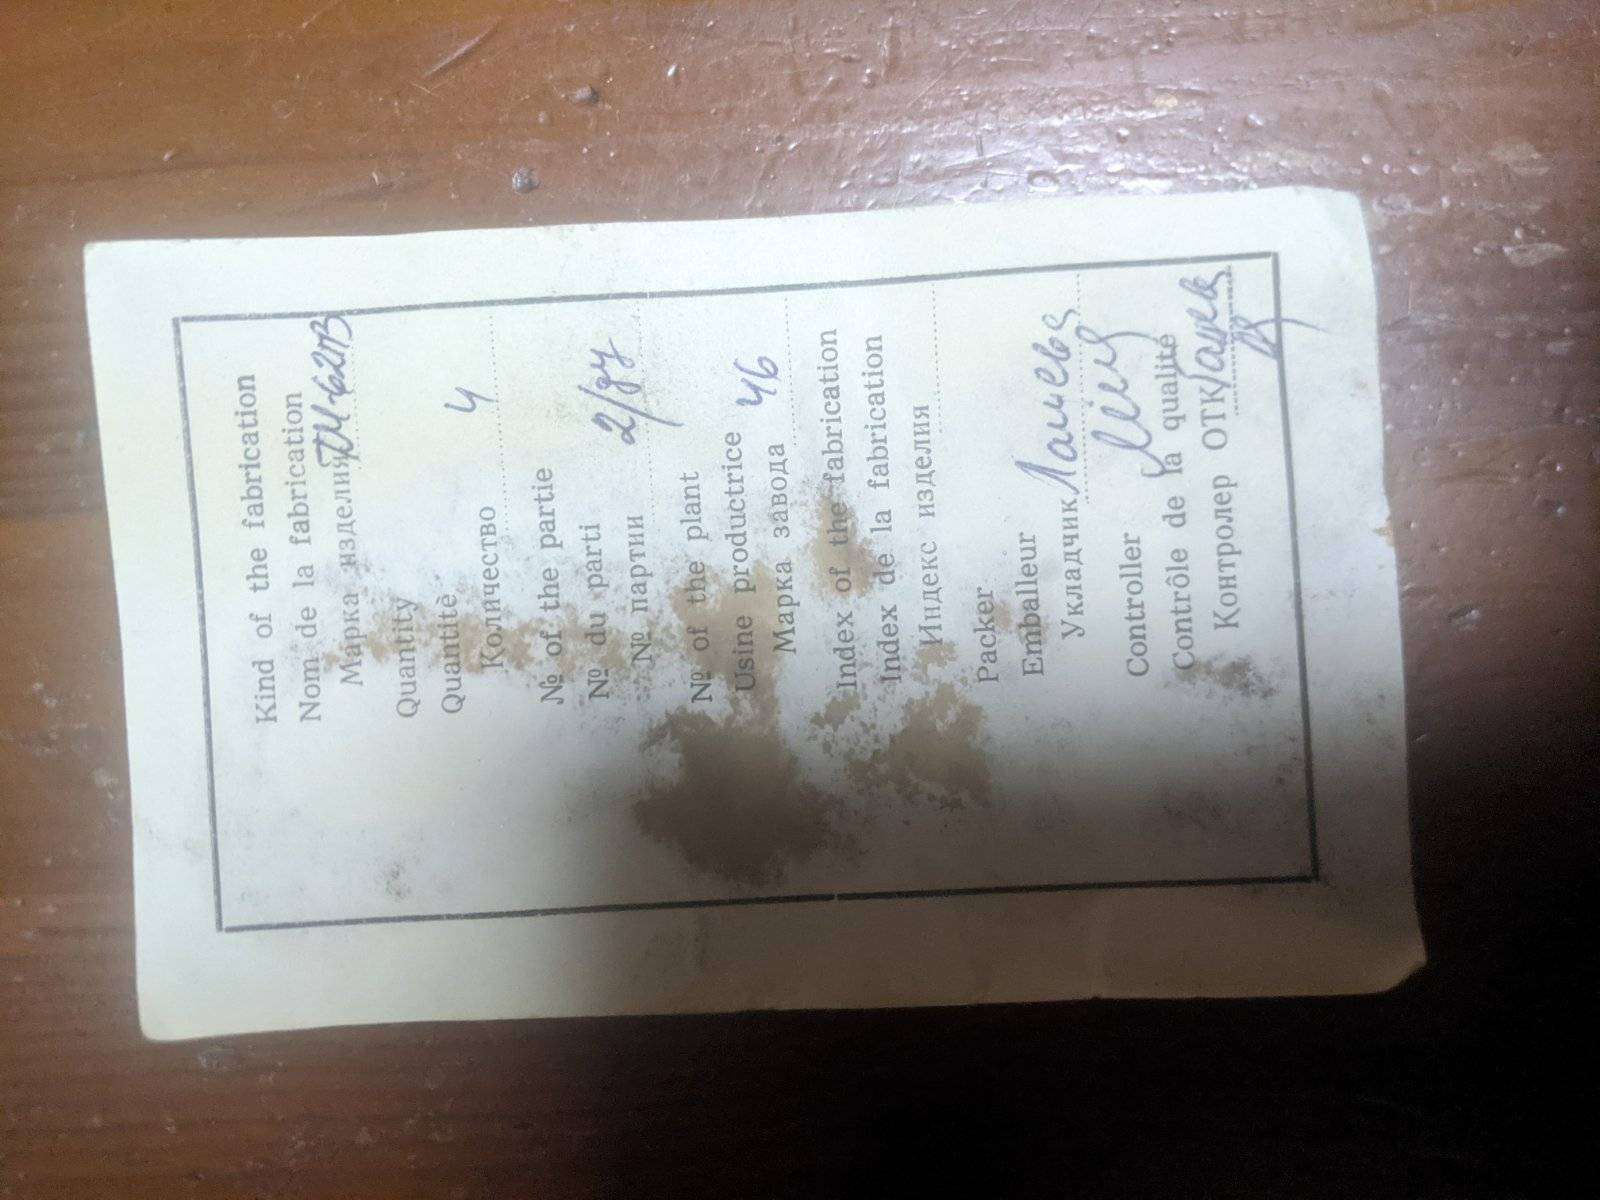 Kind of the fabrication
Nom de la fabrication
Марка изделия
Quantity
Quantitè
Количество 4
№ of the partie
№ du parti
№ партии 2/
№ of the plant
Usine productrice
Марка завода 46
Index of the fabrication
Index de la fabrication
Индекс изделия
Packer
Emballeur
Укладчик
Controller
Contrôle de la qualité
Контролер ОТК